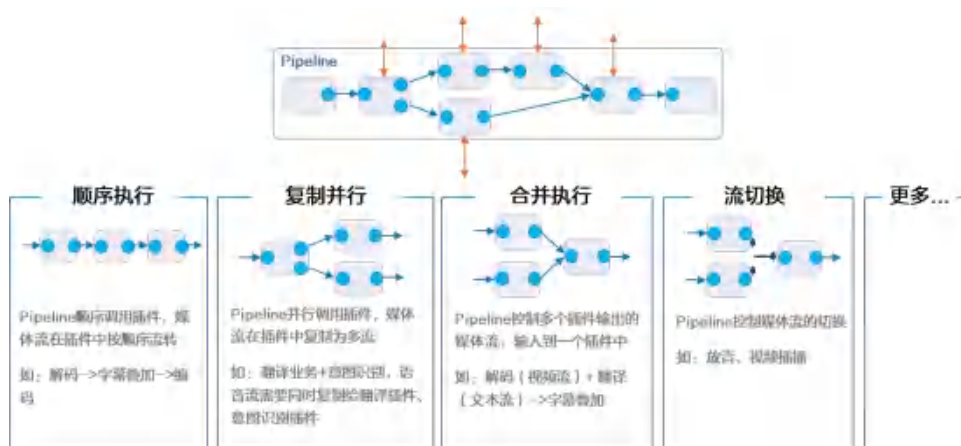 Pipeline
顺序执行
复制并行
合并执行
流切换
更多...
Pipeline顺序调用插件，媒
体流在插件中按顺序流转
如：解码->字幕叠加->编
码
Pipeline并行调用插件，媒体
流在插件中复制为多流
如：翻译业务+意图识别，语
音流需要同时复制给翻译插件、
意图识别插件
Pipeline控制多个插件输出的
媒体流，输入到一个插件中
如：解码（视频流）+ 翻译
（文本流）->字幕叠加
Pipeline控制媒体流的切换
如：放音、视频插播